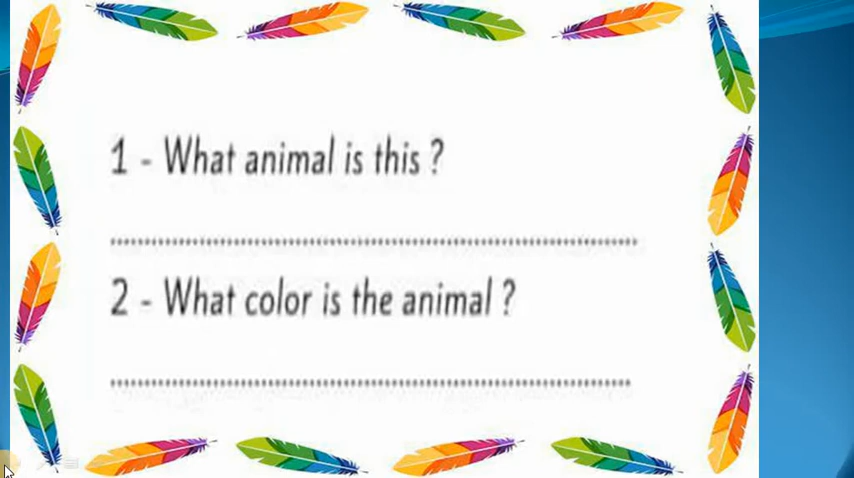 1 - What animal is this ?
2 - What color is the animal ?